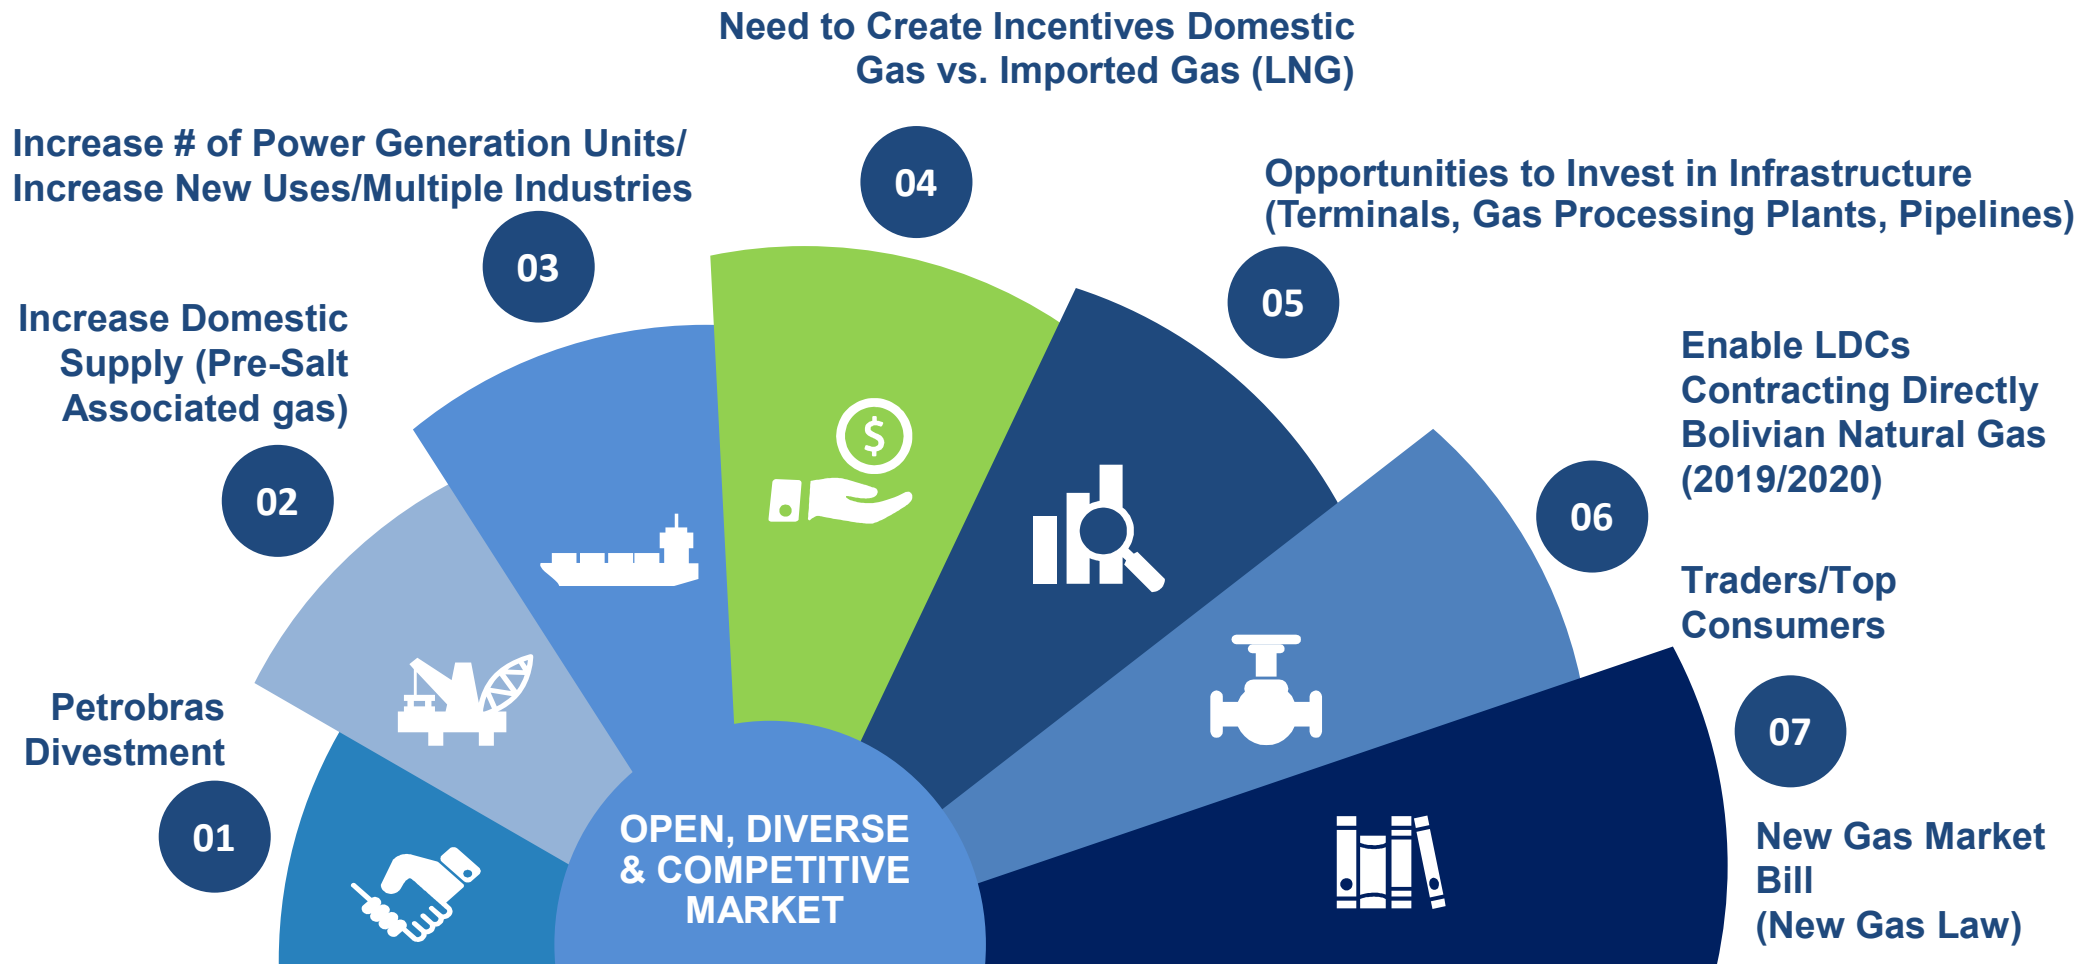 Petrobras
Divestment
01
Increase Domestic
Supply (Pre-Salt
Associated gas)
02
Increase # of Power Generation Units/
Increase New Uses/Multiple Industries
03
Need to Create Incentives Domestic
Gas vs. Imported Gas (LNG)
04
Opportunities to Invest in Infrastructure
(Terminals, Gas Processing Plants, Pipelines)
05
Enable LDCs
Contracting Directly
Bolivian Natural Gas
(2019/2020)
06
Traders/Top
Consumers
07
New Gas Market
Bill
(New Gas Law)
$
OPEN, DIVERSE
& COMPETITIVE
MARKET